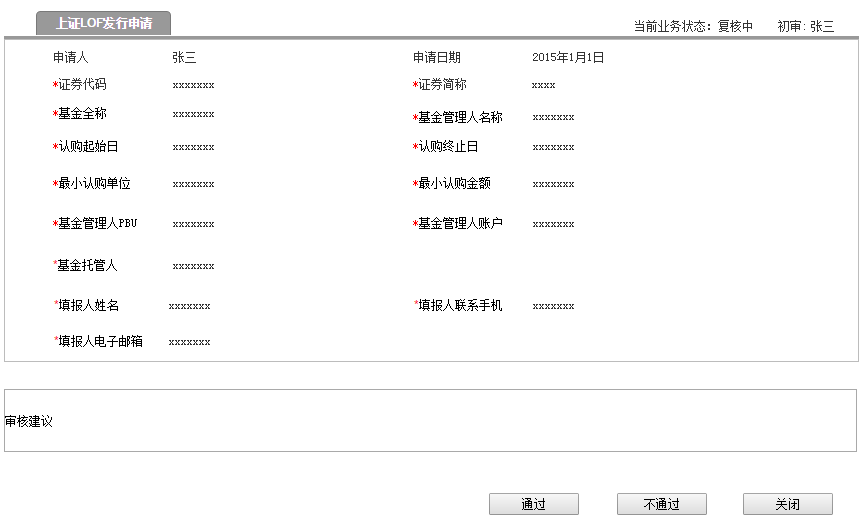 上证LOF发行申请
当前业务状态：复核中 初审: 张三
申请人 张三 申请日期 2015年1月1日
*证券代码 xxxxxxx *证券简称 xxxx
*基金全称 xxxxxxx *基金管理人名称 xxxxxxx
*认购起始日 xxxxxxx *认购终止日 xxxxxxx
*最小认购单位 xxxxxxx *最小认购金额 xxxxxxx
*基金管理人PBU xxxxxxx *基金管理人账户 xxxxxxx
*基金托管人 xxxxxxx
*填报人姓名 xxxxxxx *填报人联系手机 xxxxxxx
*填报人电子邮箱 xxxxxxx
审核建议
通过 不通过 关闭